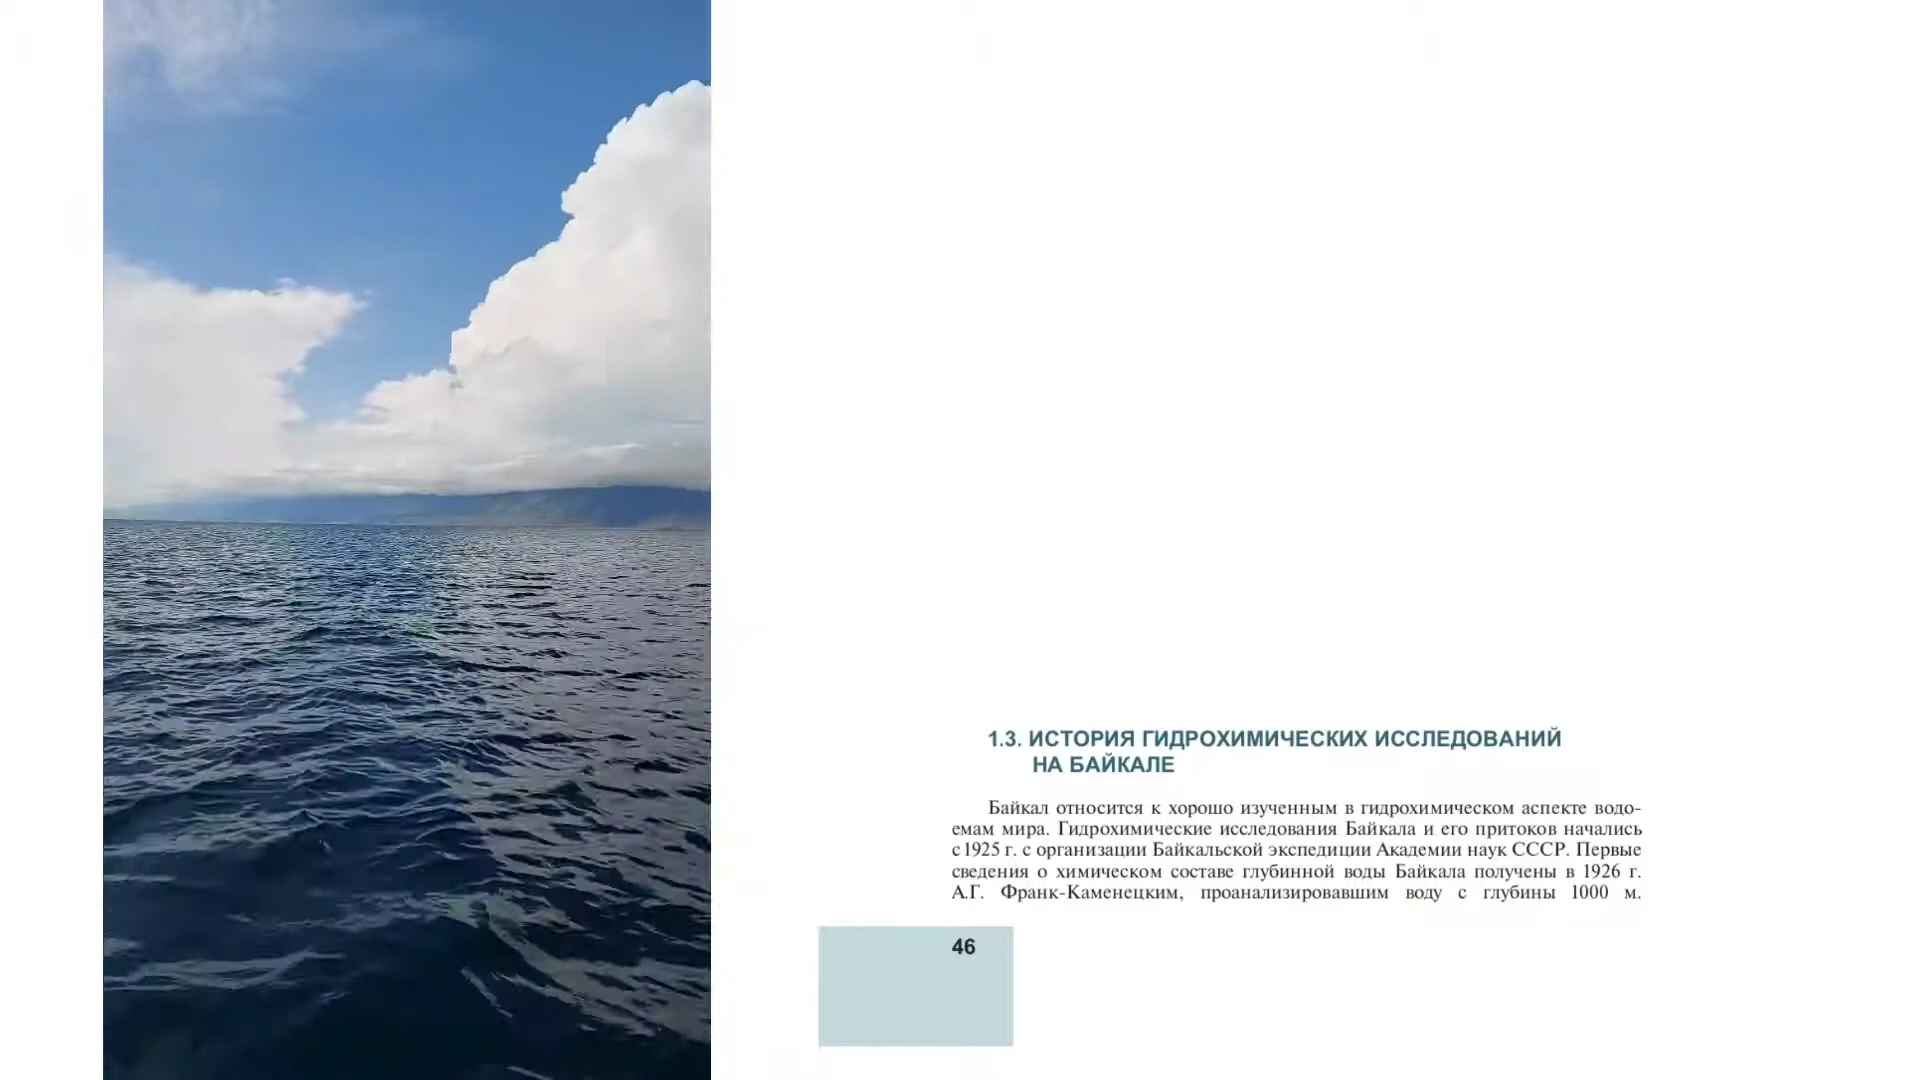 1.3. ИСТОРИЯ ГИДРОХИМИЧЕСКИХ ИССЛЕДОВАНИЙ
НА БАЙКАЛЕ
Байкал относится к хорошо изученным в гидрохимическом аспекте водо-
емам мира. Гидрохимические исследования Байкала и его притоков начались
с 1925 г. с организации Байкальской экспедиции Академии наук СССР. Первые
сведения о химическом составе глубинной воды Байкала получены в 1926 г.
А.Г. Франк-Каменецким, проанализировавшим воду с глубины 1000 м.
46